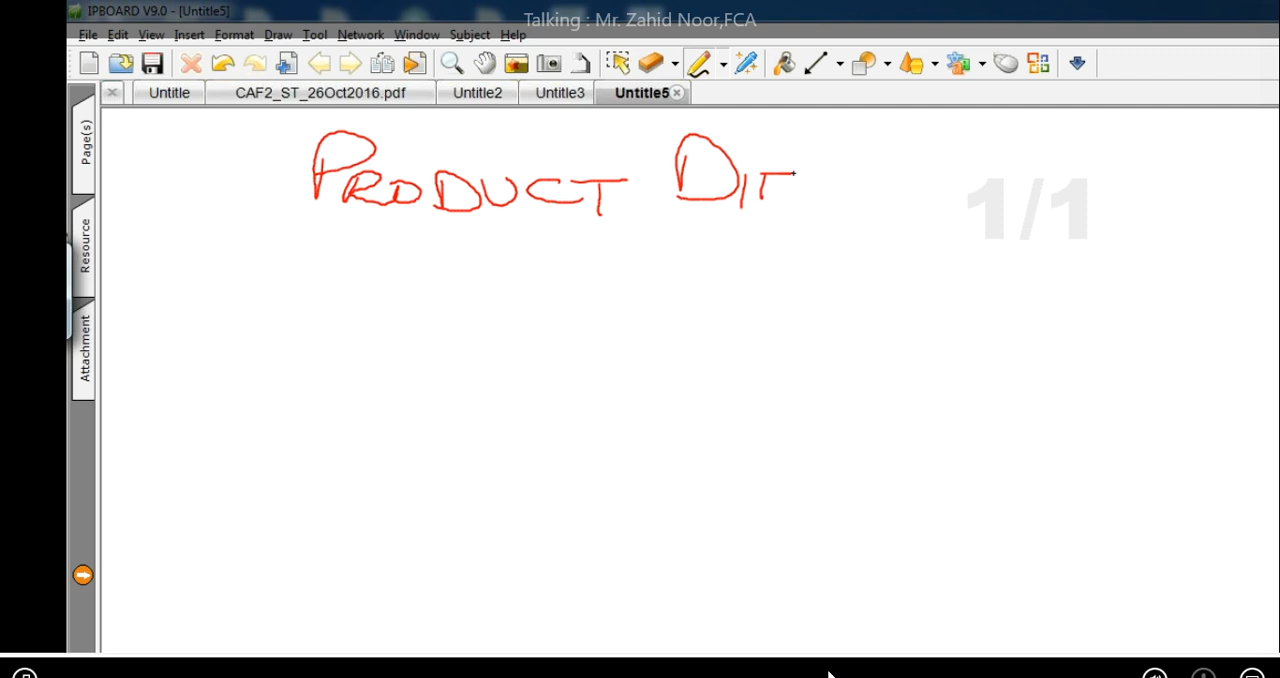 IPBOARD V9.0 - [Untitle5]
Talking : Mr. Zahid Noor,FCA
File Edit View Insert Format Draw Tool Network Window Subject Help
Untitle CAF2_ST_26Oct2016.pdf Untitle2 Untitle3 Untitle5
Page(s)
Resource
Attachment
PRODUCT
1/1